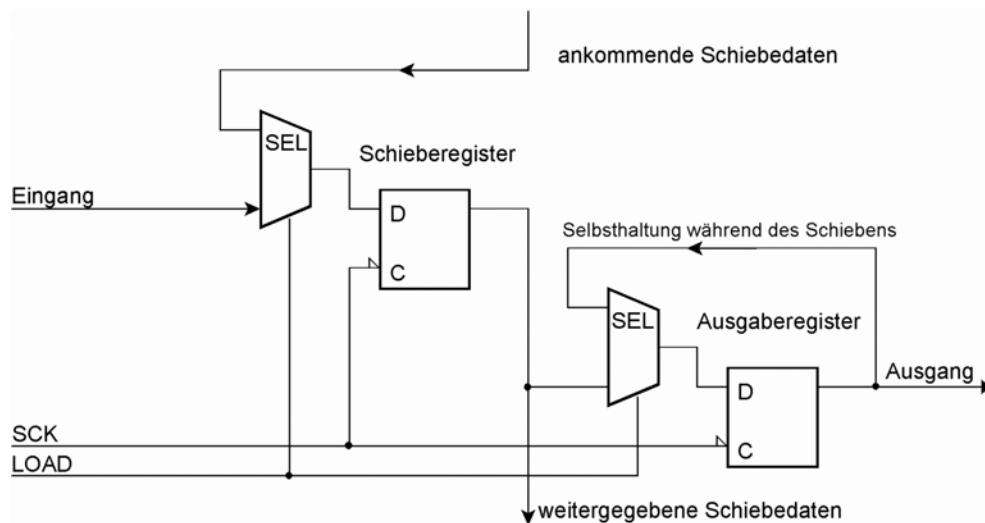 ankommende Schiebedaten
SEL
Schieberegister
Eingang
D
C
Selbsthaltung während des Schiebens
SEL
Ausgaberegister
Ausgang
D
C
SCK
LOAD
weitergegebene Schiebedaten